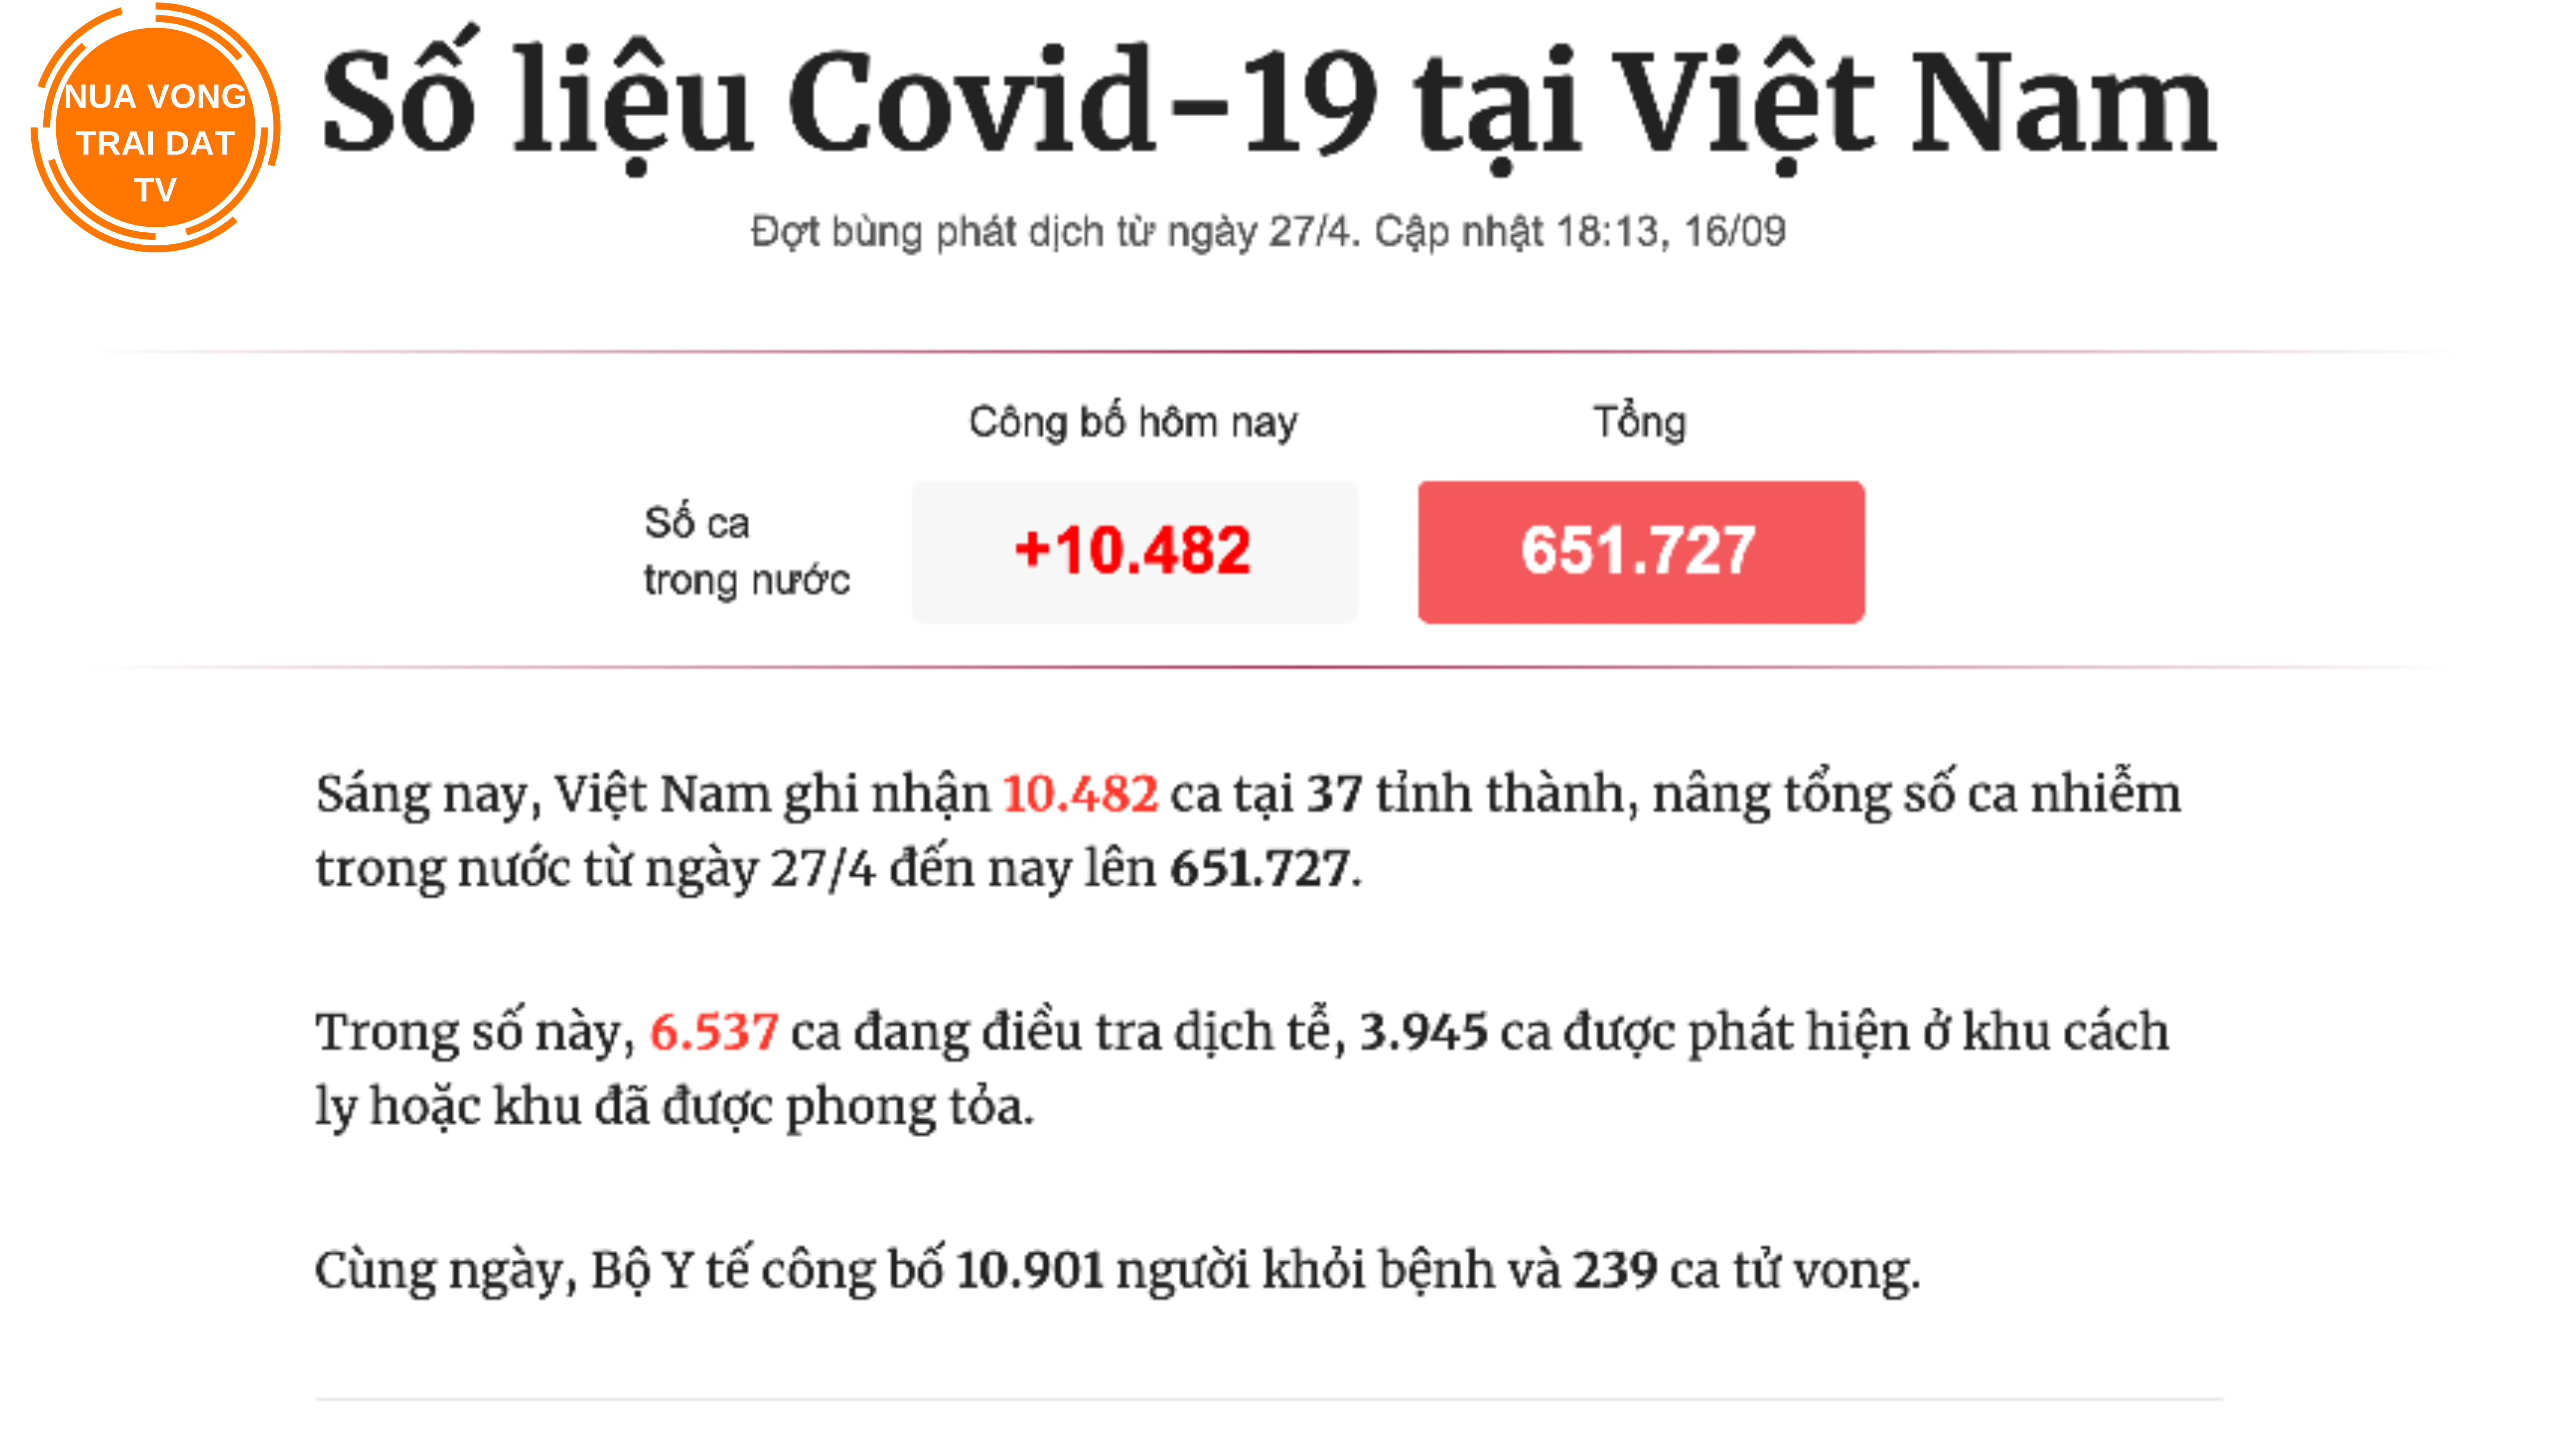 NUA VONG
TRAI DAT
TV
Số liệu Covid-19 tại Việt Nam
Đợt bùng phát dịch từ ngày 27/4. Cập nhật 18:13, 16/09
Công bố hôm nay
Tổng
Số ca
trong nước
+10.482
651.727
Sáng nay, Việt Nam ghi nhận 10.482 ca tại 37 tỉnh thành, nâng tổng số ca nhiễm
trong nước từ ngày 27/4 đến nay lên 651.727.
Trong số này, 6.537 ca đang điều tra dịch tễ, 3.945 ca được phát hiện ở khu cách
ly hoặc khu đã được phong tỏa.
Cùng ngày, Bộ Y tế công bố 10.901 người khỏi bệnh và 239 ca tử vong.